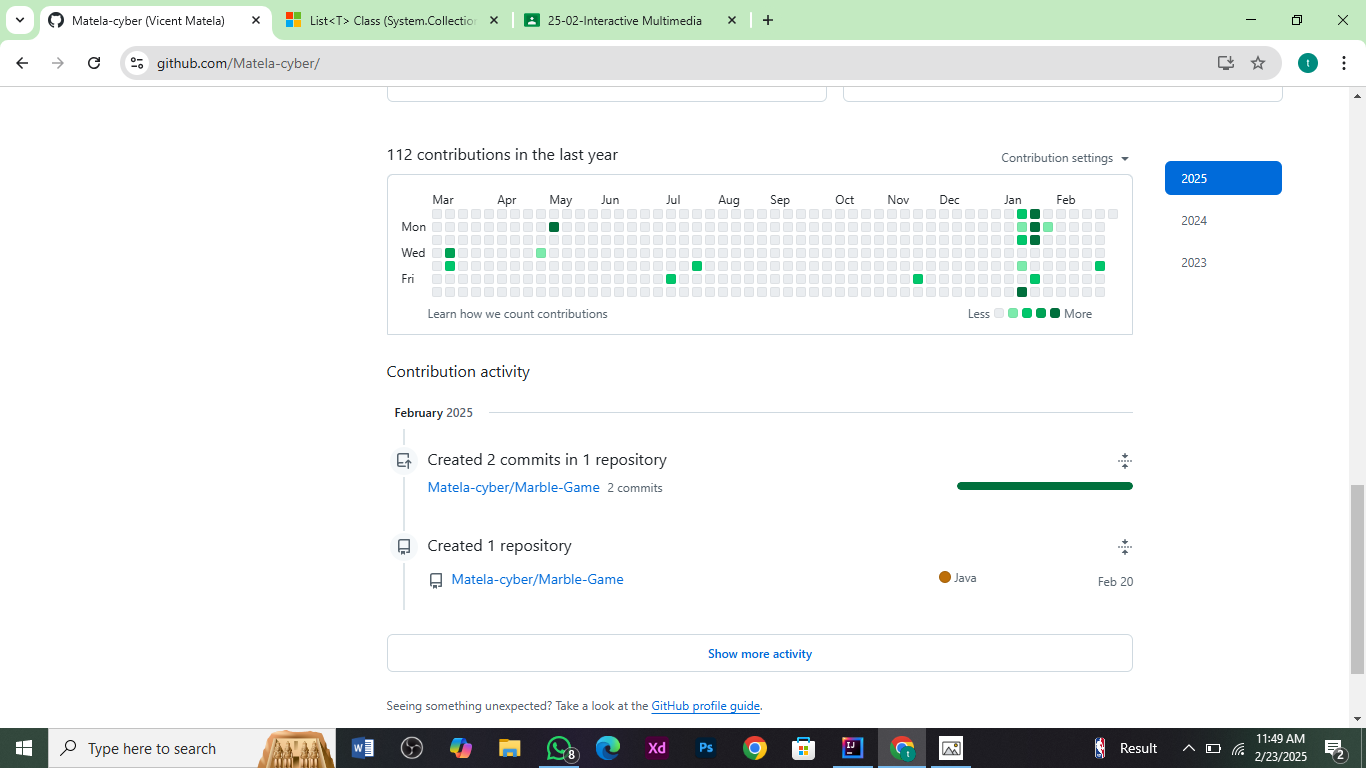 Matela-cyber (Vicent Matela)
List<T> Class (System.Collection
25-02-Interactive Multimedia
github.com/Matela-cyber/
t
112 contributions in the last year
Contribution settings
2025
2024
2023
Mar Apr May Jun Jul Aug Sep Oct Nov Dec Jan Feb
Mon
Wed
Fri
Learn how we count contributions
Less More
Contribution activity
February 2025
Created 2 commits in 1 repository
Matela-cyber/Marble-Game 2 commits
Created 1 repository
Matela-cyber/Marble-Game Java Feb 20
Show more activity
Seeing something unexpected? Take a look at the GitHub profile guide.
Type here to search
8
Xd
Ps
IJ
t
Result
11:49 AM
2/23/2025
2